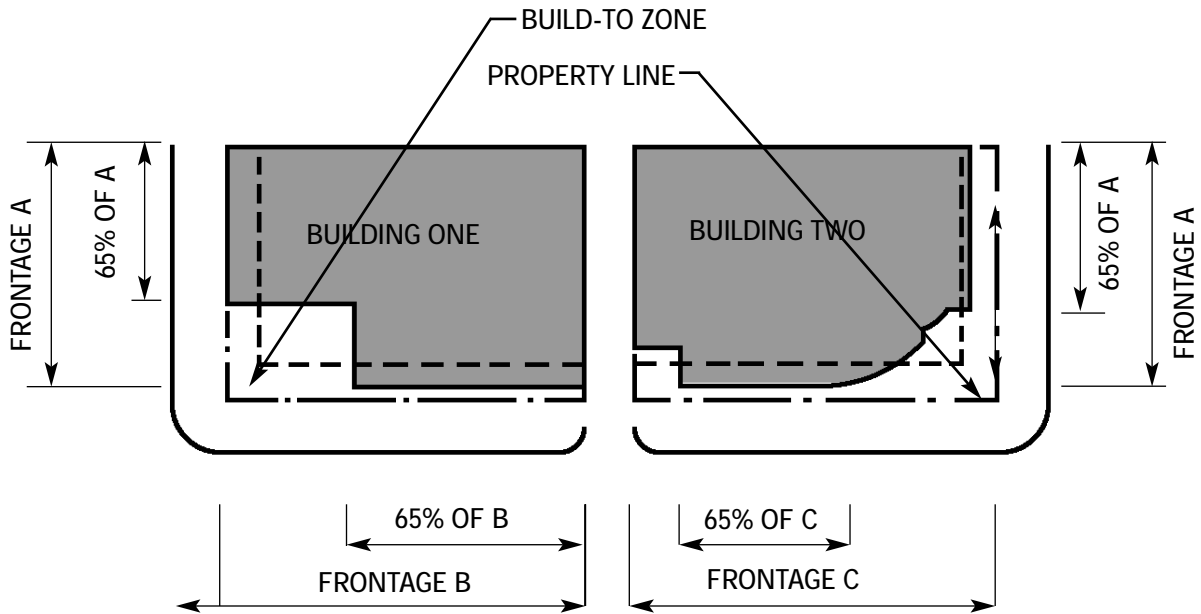 BUILD-TO ZONE
PROPERTY LINE
FRONTAGE A
65% OF A
BUILDING ONE
BUILDING TWO
65% OF A
FRONTAGE A
65% OF B
65% OF C
FRONTAGE B
FRONTAGE C